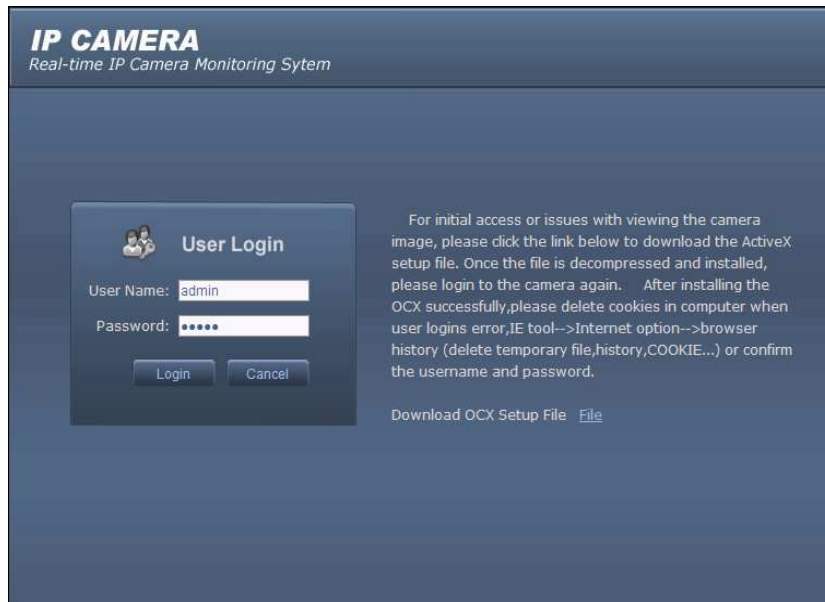 IP CAMERA
Real-time IP Camera Monitoring Sytem
User Login
User Name: admin
Password: •••••
Login Cancel
For initial access or issues with viewing the camera
image, please click the link below to download the ActiveX
setup file. Once the file is decompressed and installed,
please login to the camera again. After installing the
OCX successfully,please delete cookies in computer when
user logins error,IE tool-->Internet option-->browser
history (delete temporary file,history,COOKIE...) or confirm
the username and password.
Download OCX Setup File File